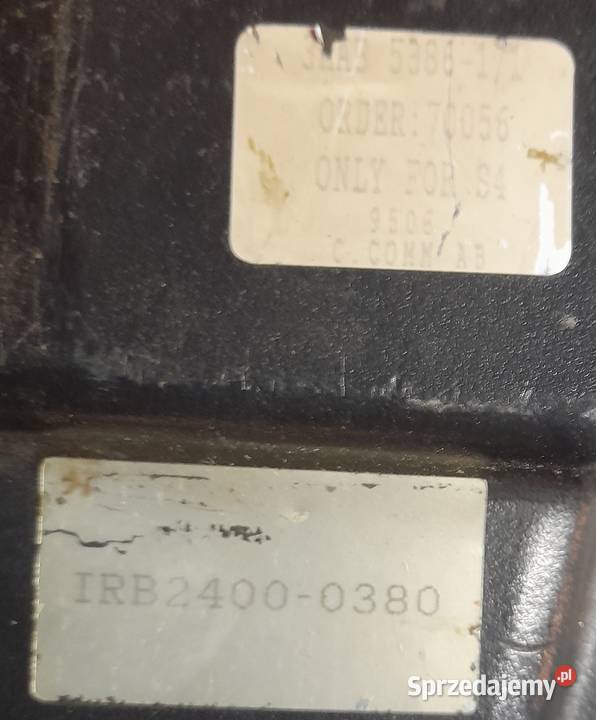 3HAB 5386-1/1
ORDER:70056
ONLY FOR S4
9506
C.COMM AB
IRB2400-0380
Sprzedajemy.pl